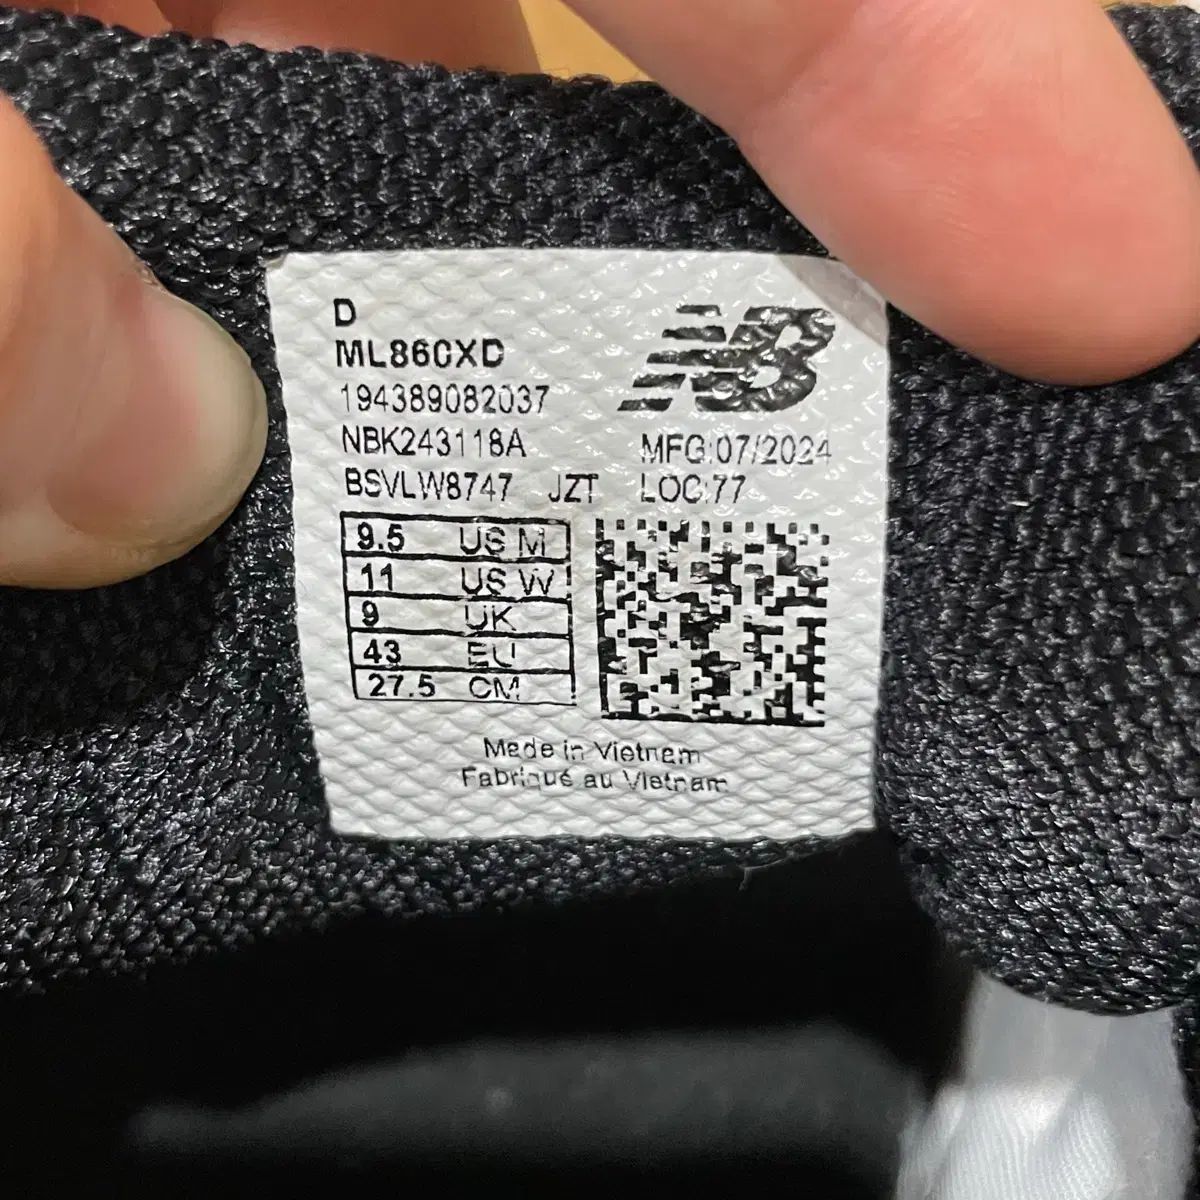 D
NB
ML860XD
194389082037
NBK243118A MFG:07/2024
BSVLW8747 JZT LOC:77
9.5 US M
11 US W
9 UK
43 EU
27.5 CM
Made in Vietnam
Fabriqué au Vietnam